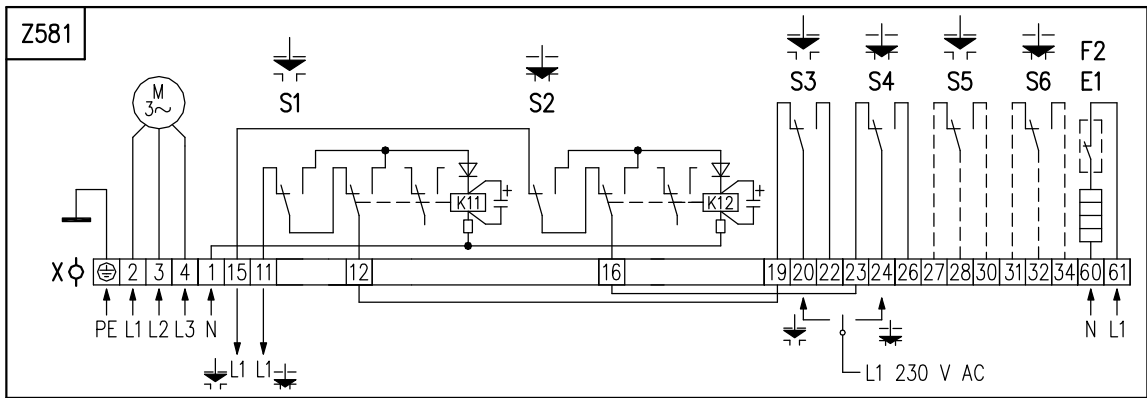 Z581
M
3~
S1
S2
S3
S4
S5
S6
F2
E1
K11
+
K12
+
X
2
3
4
1
15
11
12
16
19
20
22
23
24
26
27
28
30
31
32
34
60
61
PE L1 L2 L3 N
N L1
L1 L1
L1 230 V AC